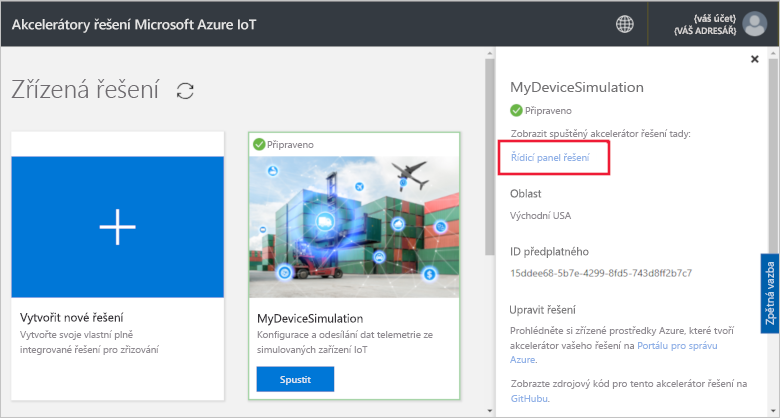 Akcelerátory řešení Microsoft Azure IoT
{váš účet}
{VÁŠ ADRESÁŘ}
Zřízená řešení
Vytvořit nové řešení
Vytvořte svoje vlastní plně
integrované řešení pro zřizování
Připraveno
MyDeviceSimulation
Konfigurace a odesílání dat telemetrie ze
simulovaných zařízení IoT
Spustit
MyDeviceSimulation
Připraveno
Zobrazit spuštěný akcelerátor řešení tady:
Řídicí panel řešení
Oblast
Východní USA
ID předplatného
15ddee68-5b7e-4299-8fd5-743d8ff2b7c7
Upravit řešení
Prohlédněte si zřízené prostředky Azure, které tvoří
akcelerátor vašeho řešení na Portálu pro správu
Azure.
Zobrazte zdrojový kód pro tento akcelerátor řešení na
GitHubu.
Zpětná vazba